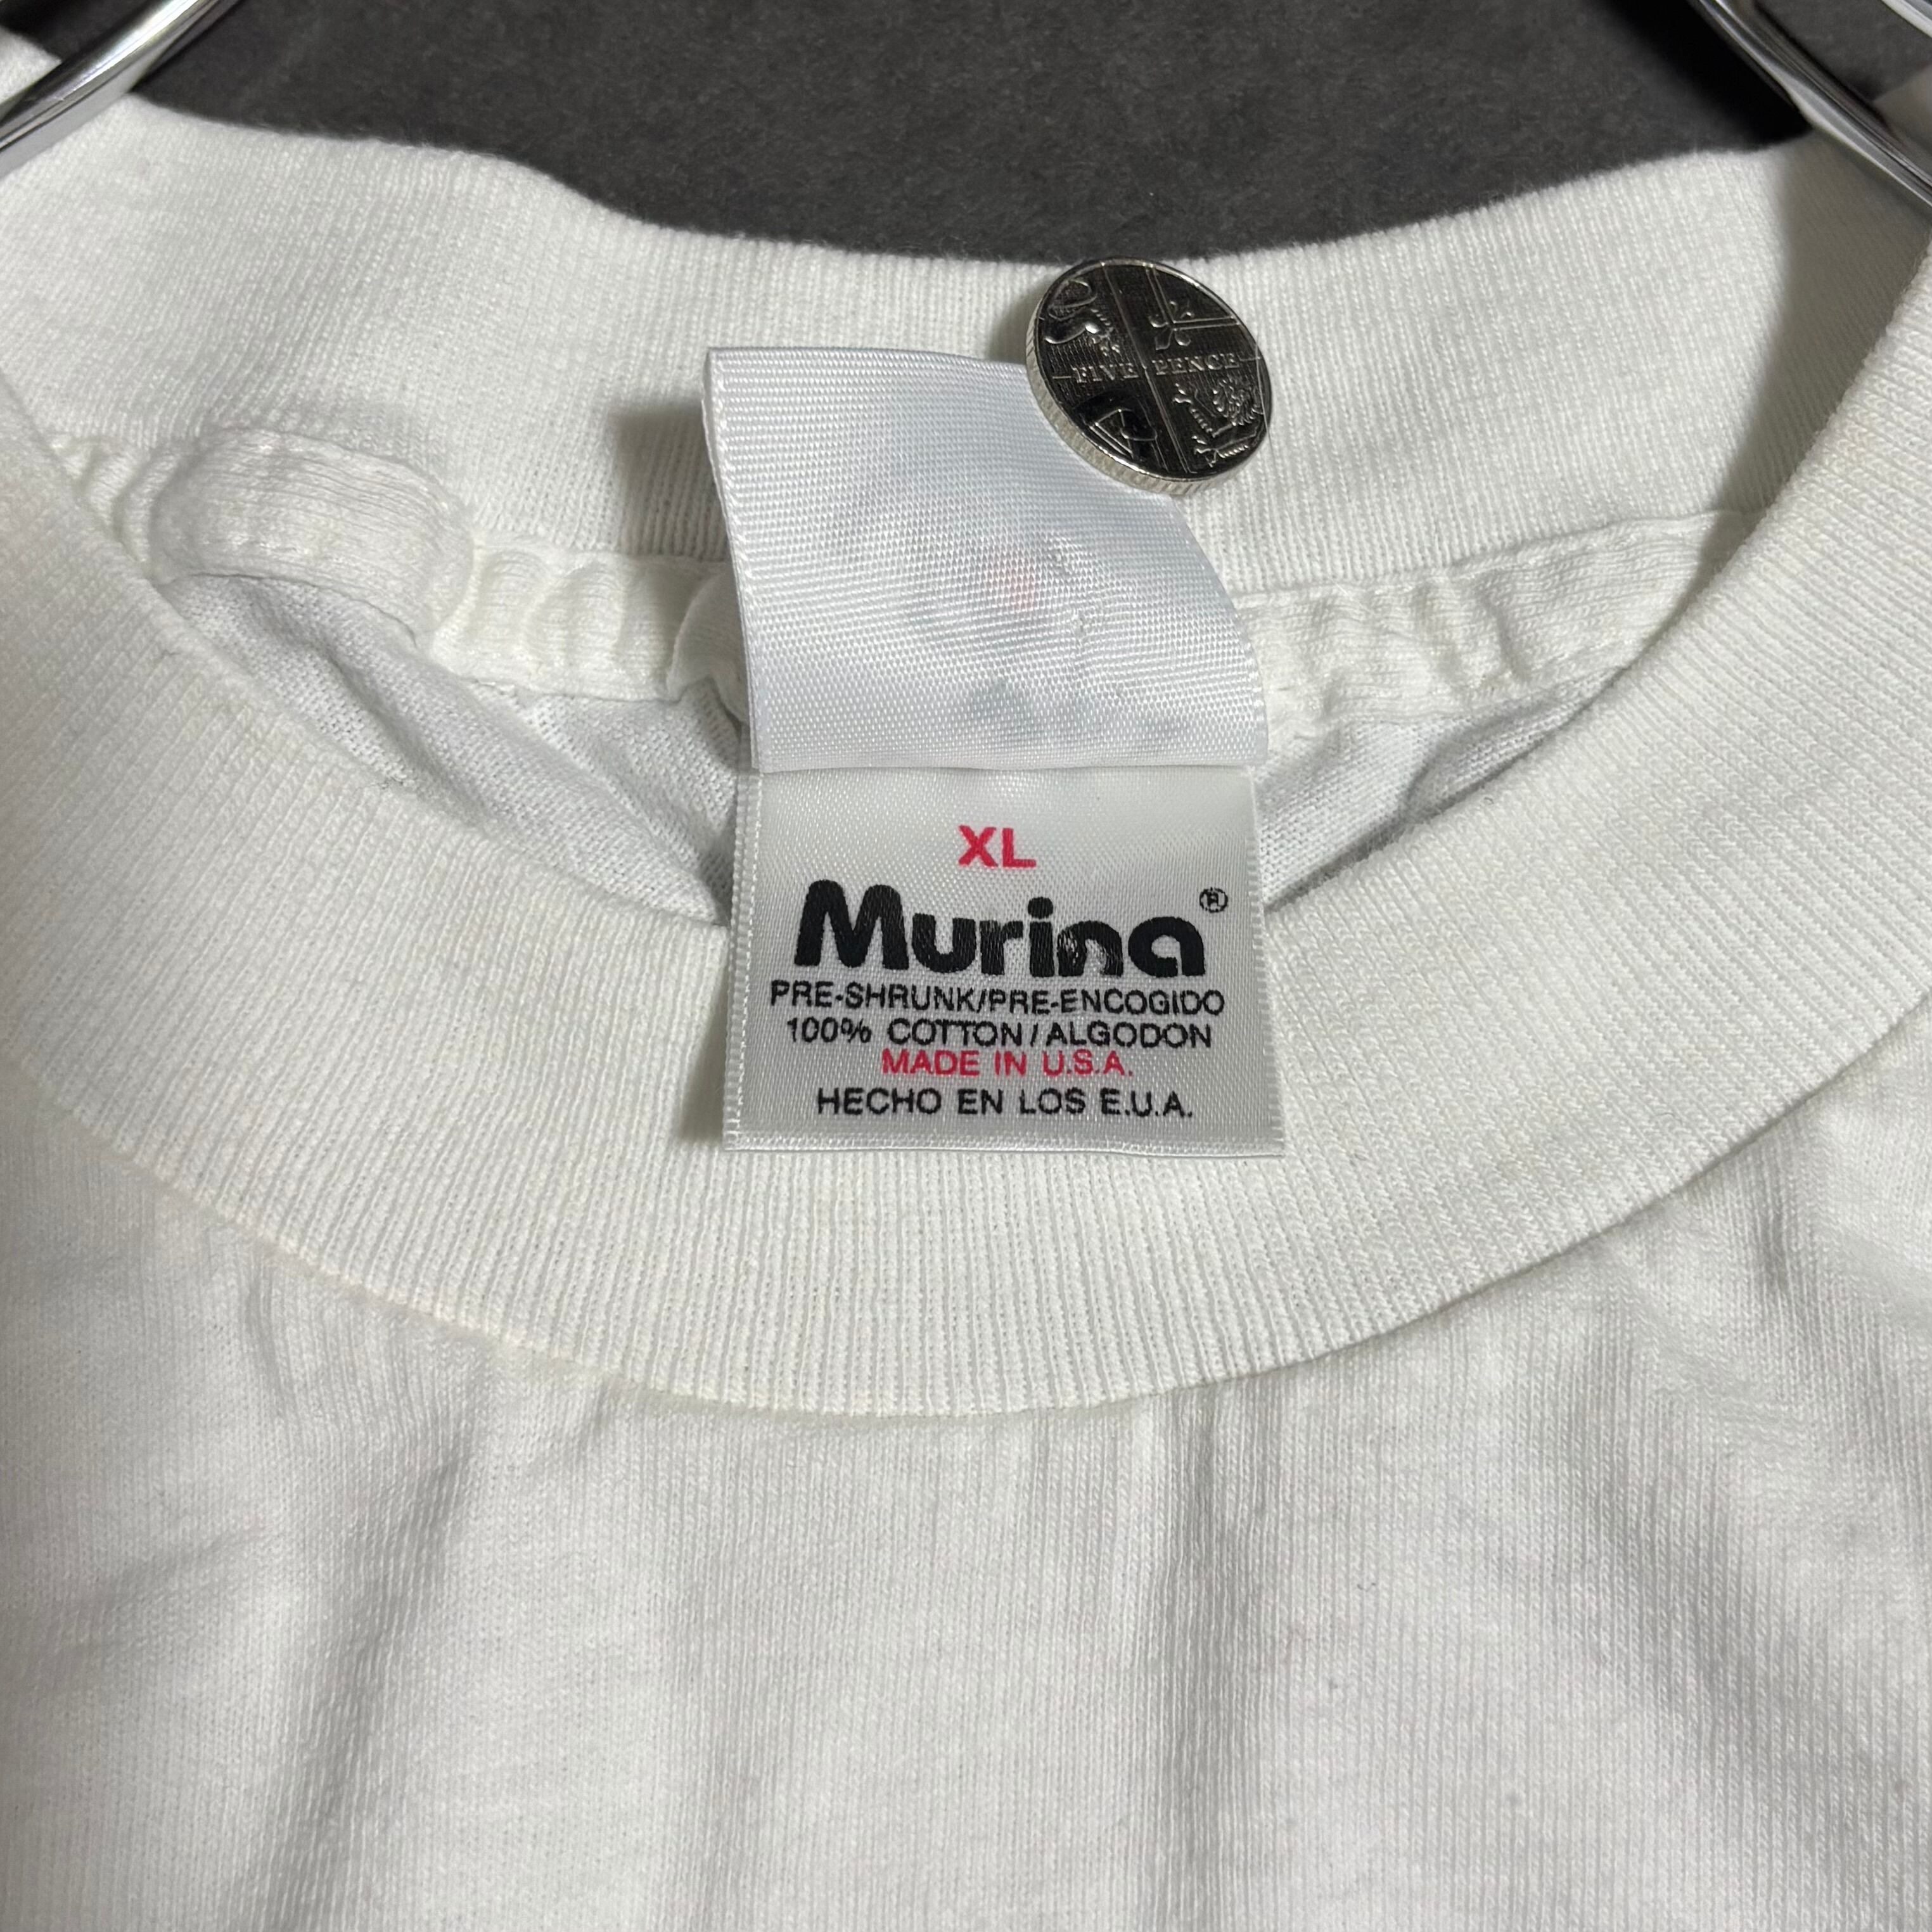 FIVE PENCE
XL
Murina®
PRE-SHRUNK/PRE-ENCOGIDO
100% COTTON/ALGODON
MADE IN U.S.A.
HECHO EN LOS E.U.A.